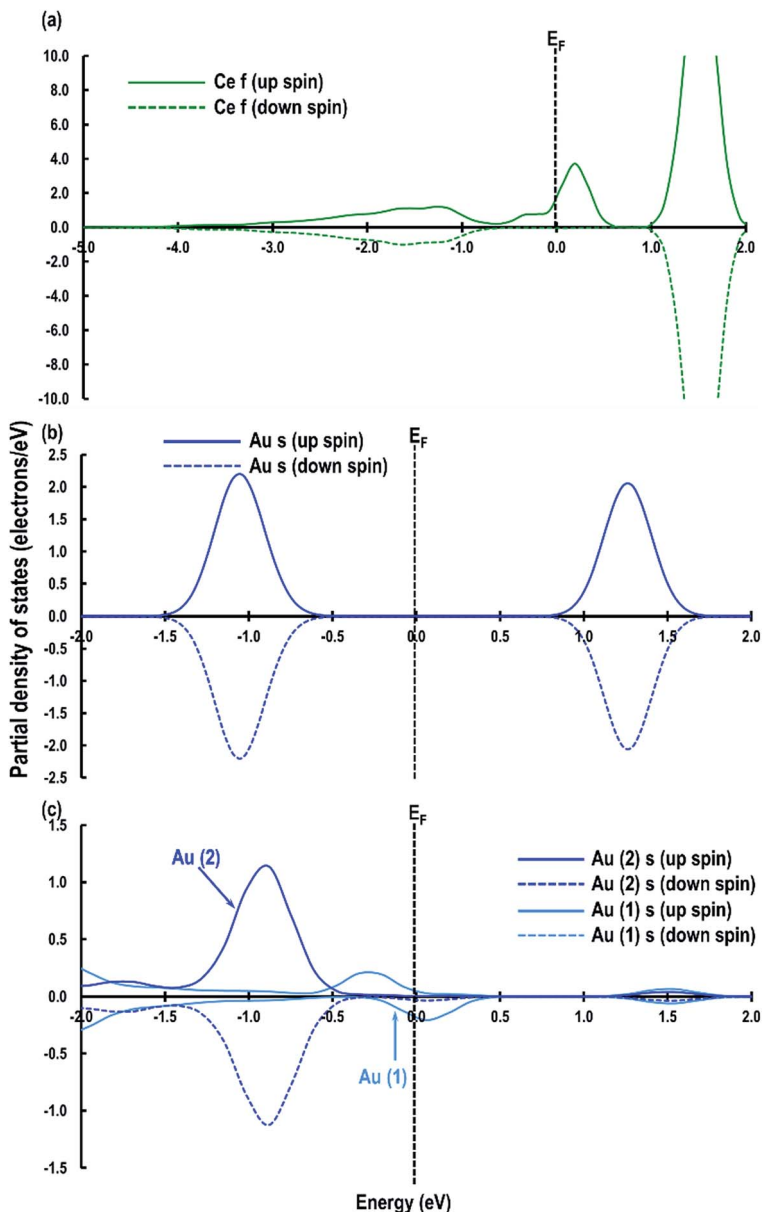 (a)
E_F
10.0
Ce f (up spin)
8.0
Ce f (down spin)
6.0
4.0
2.0
0.0
-5.0 -4.0 -3.0 -2.0 -1.0 0.0 1.0 2.0
-2.0
-4.0
-6.0
-8.0
-10.0
Partial density of states (electrons/eV)
(b)
E_F
Au s (up spin)
2.5
Au s (down spin)
2.0
1.5
1.0
0.5
0.0
-2.0 -1.5 -1.0 -0.5 0.0 0.5 1.0 1.5 2.0
-0.5
-1.0
-1.5
-2.0
-2.5
(c)
E_F
1.5
Au (2)
Au (2) s (up spin)
Au (2) s (down spin)
Au (1) s (up spin)
Au (1) s (down spin)
1.0
0.5
0.0
-2.0 -1.5 -1.0 -0.5 0.0 0.5 1.0 1.5 2.0
Au (1)
-0.5
-1.0
-1.5
Energy (eV)